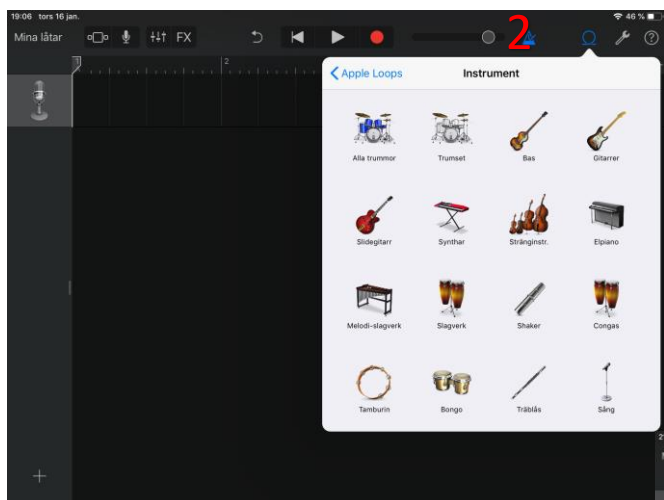 19:06 tors 16 jan. 46 %
Mina låtar FX 2
2
Apple Loops Instrument
Alla trummor Trumset Bas Gitarrer
Slidegitarr Synthar Stränginstr. Elpiano
Melodi-slagverk Slagverk Shaker Congas
Tamburin Bongo Träblås Sång